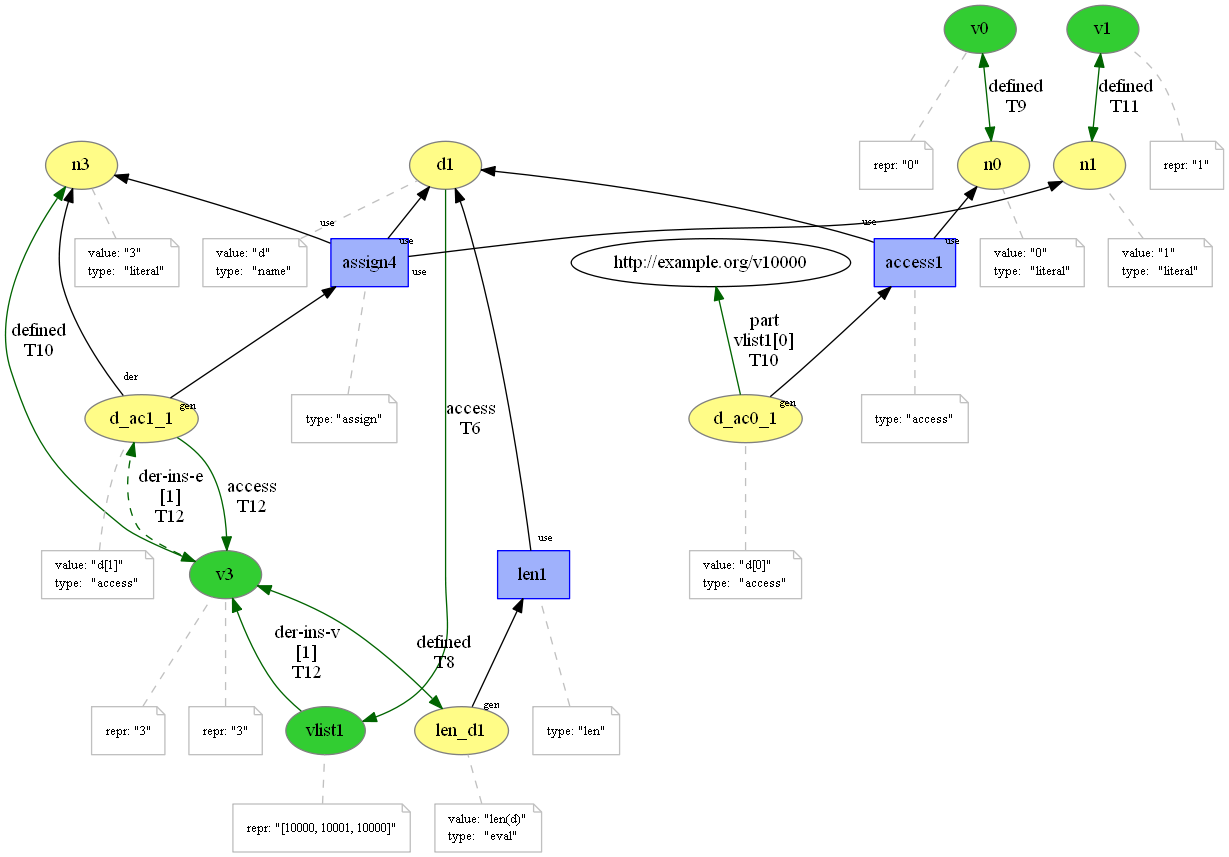 v0
v1
defined
T9
defined
T11
n3
d1
repr: "0"
n0
n1
repr: "1"
use
use
use
use
use
value: "3"
type: "literal"
value: "d"
type: "name"
assign4
http://example.org/v10000
access1
value: "0"
type: "literal"
value: "1"
type: "literal"
defined
T10
part
vlist1[0]
T10
der
gen
gen
d_ac1_1
type: "assign"
access
T6
d_ac0_1
type: "access"
der-ins-e
[1]
T12
access
T12
use
value: "d[1]"
type: "access"
v3
len1
value: "d[0]"
type: "access"
der-ins-v
[1]
T12
defined
T8
gen
repr: "3"
repr: "3"
vlist1
len_d1
type: "len"
repr: "[10000, 10001, 10000]"
value: "len(d)"
type: "eval"